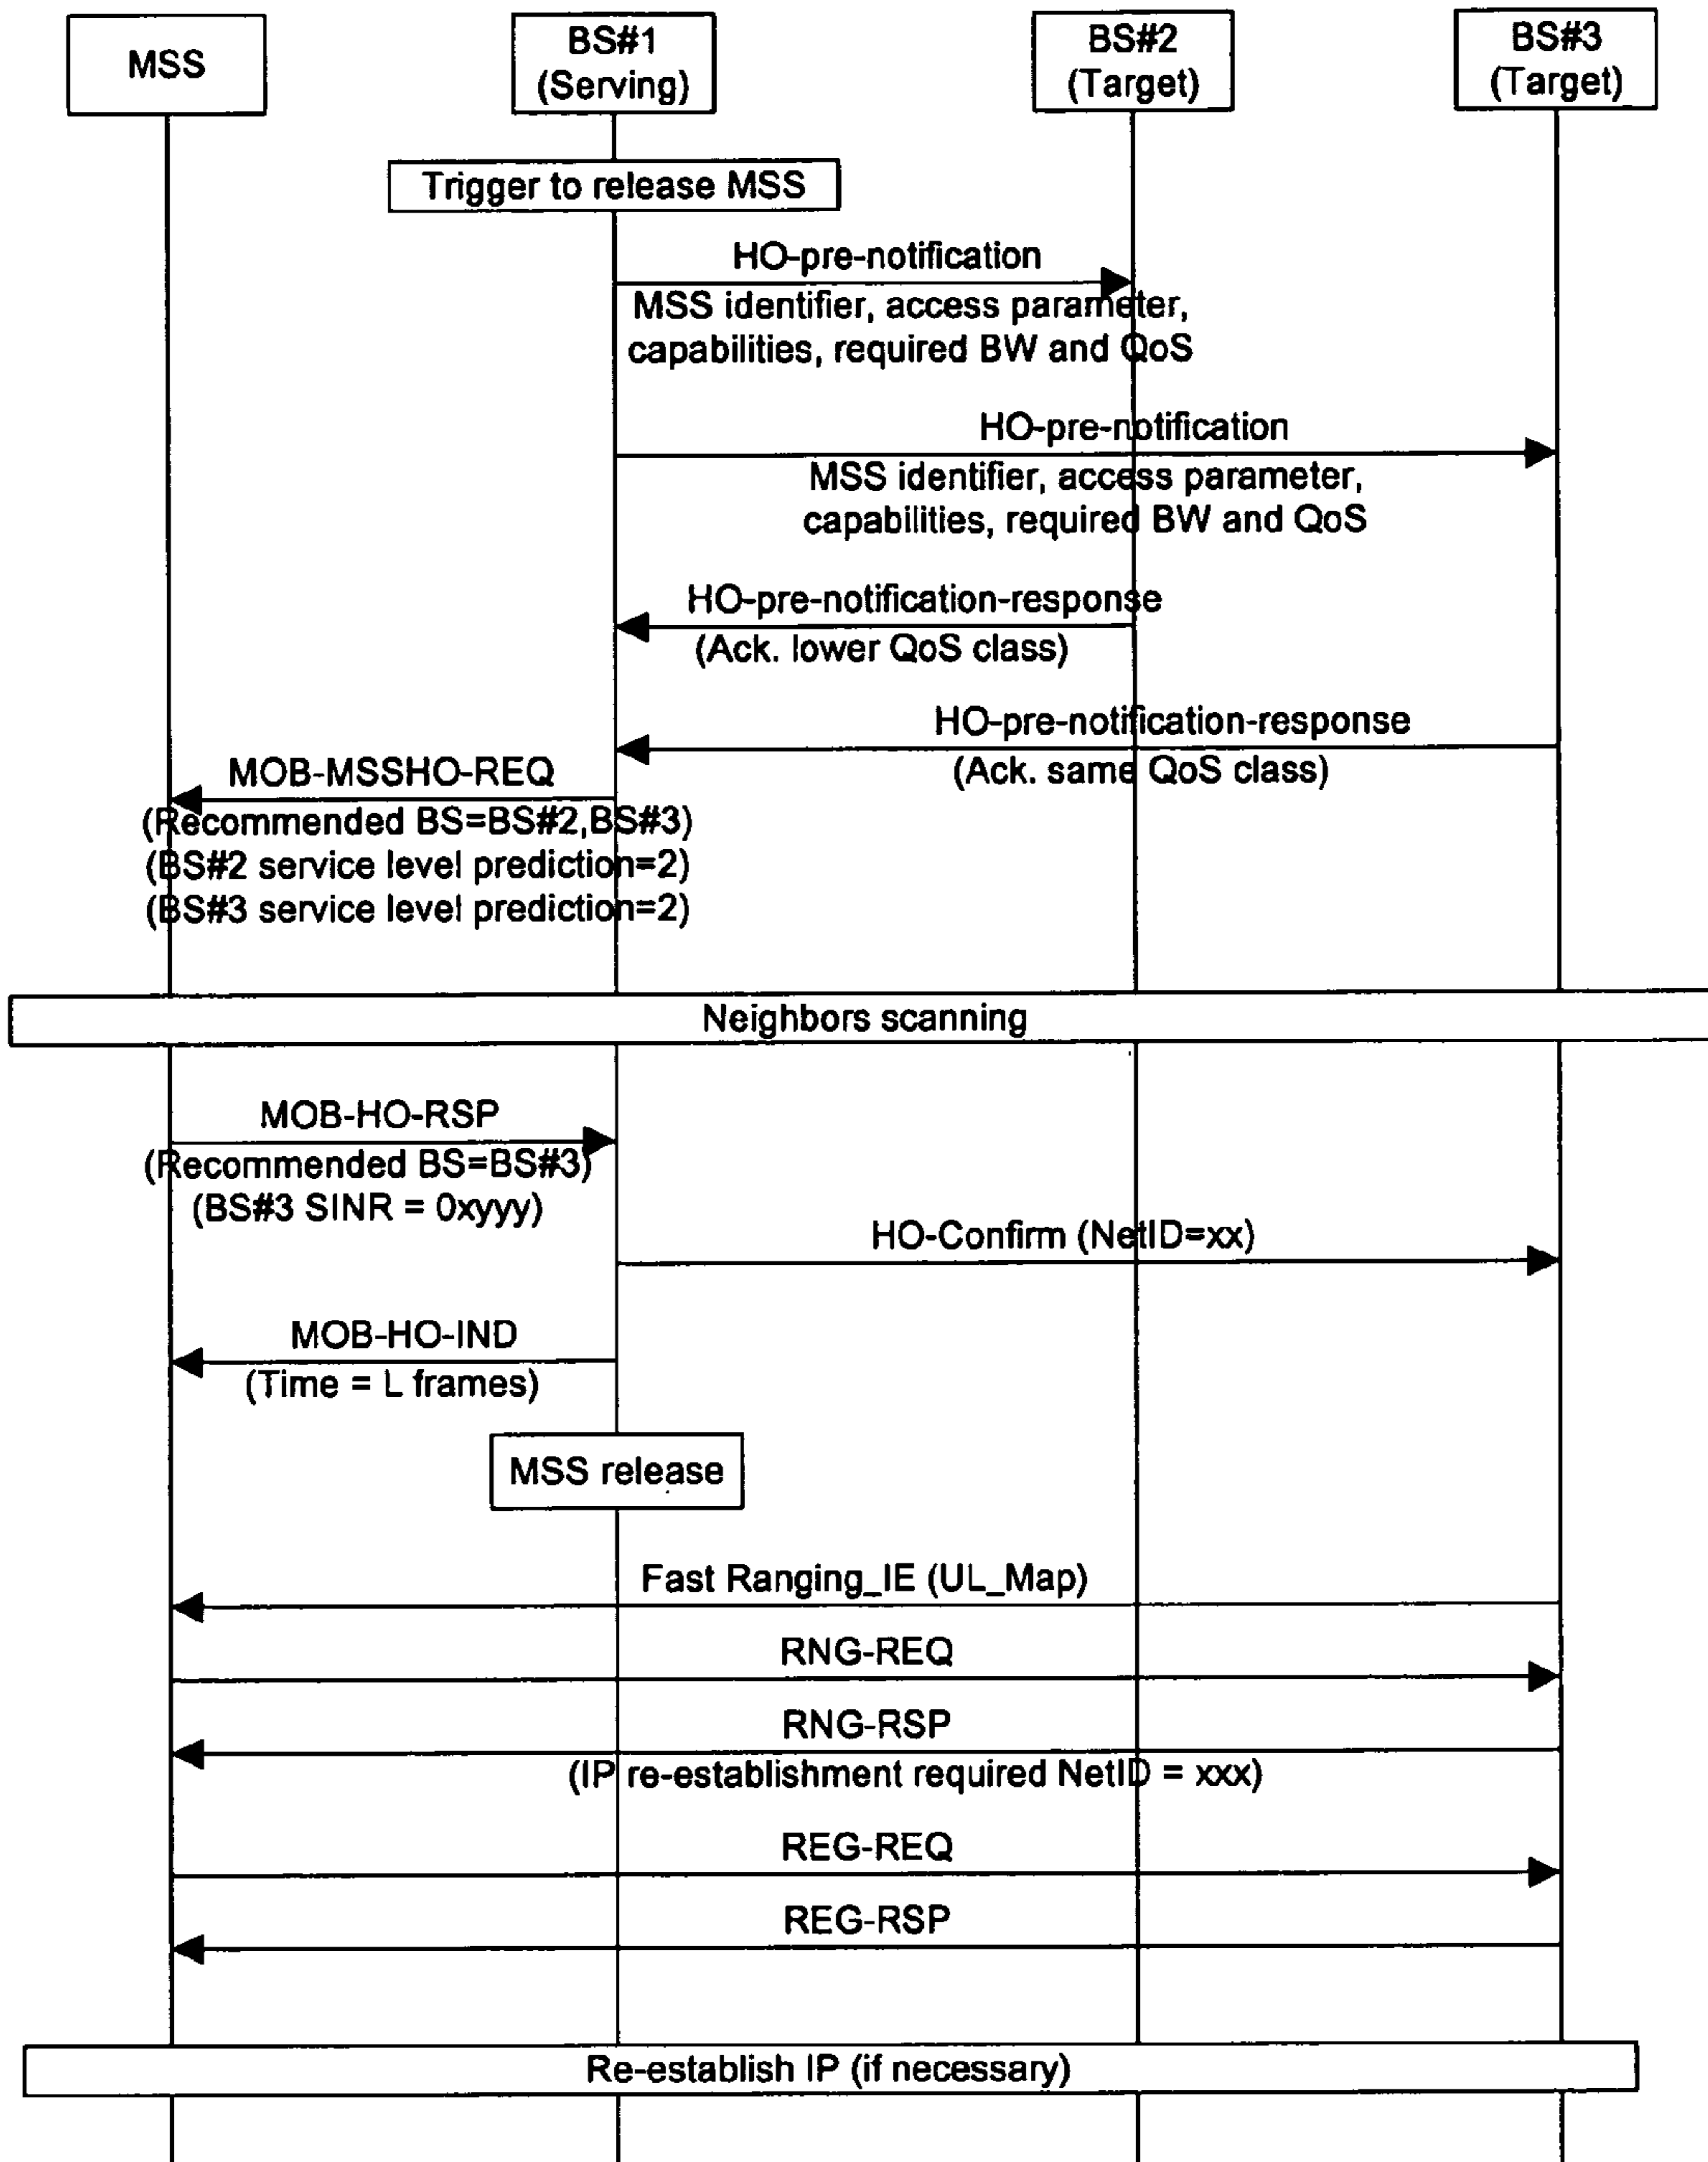 MSS
BS#1
(Serving)
BS#2
(Target)
BS#3
(Target)
Trigger to release MSS
HO-pre-notification
MSS identifier, access parameter,
capabilities, required BW and QoS
HO-pre-notification
MSS identifier, access parameter,
capabilities, required BW and QoS
HO-pre-notification-response
(Ack. lower QoS class)
HO-pre-notification-response
(Ack. same QoS class)
MOB-MSSHO-REQ
(Recommended BS=BS#2,BS#3)
(BS#2 service level prediction=2)
(BS#3 service level prediction=2)
Neighbors scanning
MOB-HO-RSP
(Recommended BS=BS#3)
(BS#3 SINR = 0xyyy)
HO-Confirm (NetID=xx)
MOB-HO-IND
(Time = L frames)
MSS release
Fast Ranging_IE (UL_Map)
RNG-REQ
RNG-RSP
(IP re-establishment required NetID = xxx)
REG-REQ
REG-RSP
Re-establish IP (if necessary)